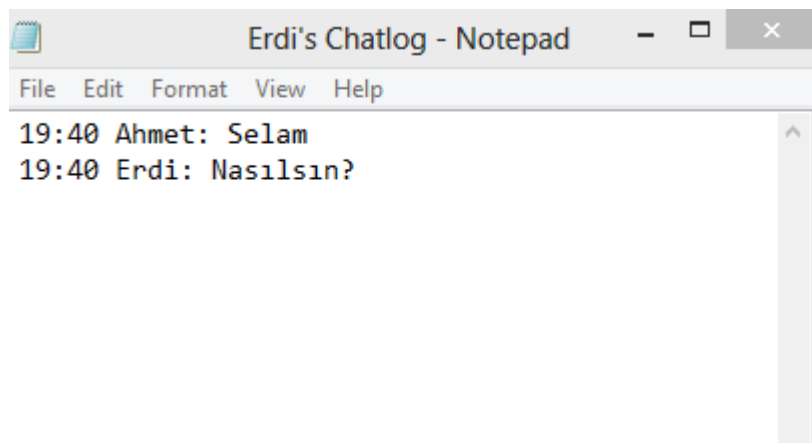 Erdi's Chatlog - Notepad
File Edit Format View Help
19:40 Ahmet: Selam
19:40 Erdi: Nasılsın?